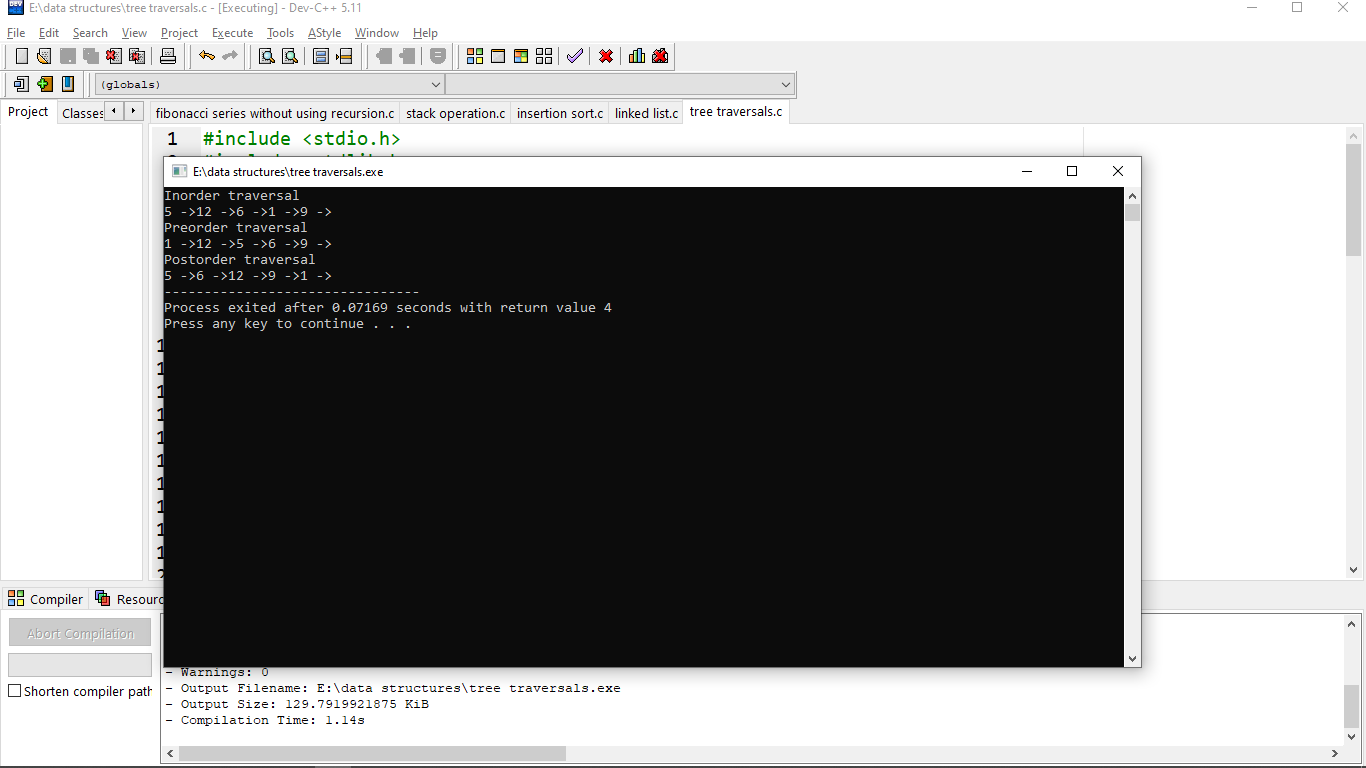 E:\data structures\tree traversals.c - [Executing] - Dev-C++ 5.11
File Edit Search View Project Execute Tools AStyle Window Help
(globals)
Project Classes fibonacci series without using recursion.c stack operation.c insertion sort.c linked list.c tree traversals.c
1 #include <stdio.h>
E:\data structures\tree traversals.exe
Inorder traversal
5 ->12 ->6 ->1 ->9 ->
Preorder traversal
1 ->12 ->5 ->6 ->9 ->
Postorder traversal
5 ->6 ->12 ->9 ->1 ->
--------------------------------
Process exited after 0.07169 seconds with return value 4
Press any key to continue . . .
Compiler
Abort Compilation
Shorten compiler path
- Warnings: 0
- Output Filename: E:\data structures\tree traversals.exe
- Output Size: 129.7919921875 KiB
- Compilation Time: 1.14s